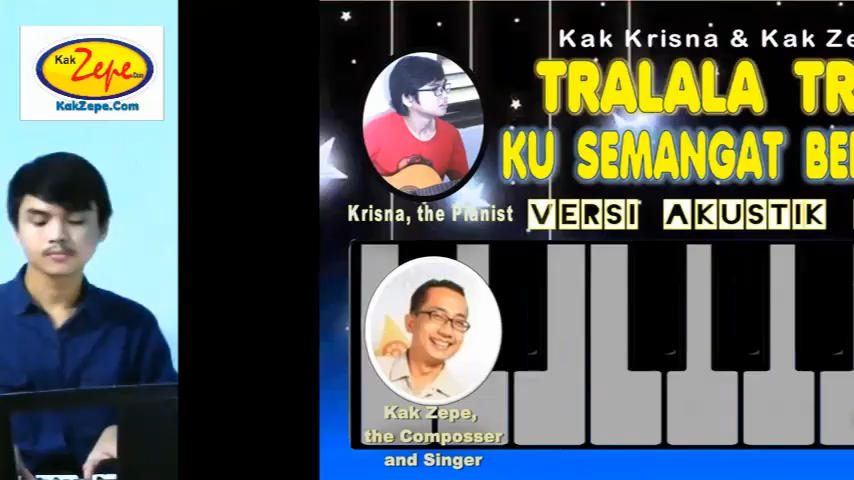 Kak
Zepe
.Com
KakZepe.Com
Kak Krisna & Kak Ze
TRALALA TR
KU SEMANGAT BE
Krisna, the Pianist
VERSI AKUSTIK
Kak Zepe,
the Composser
and Singer